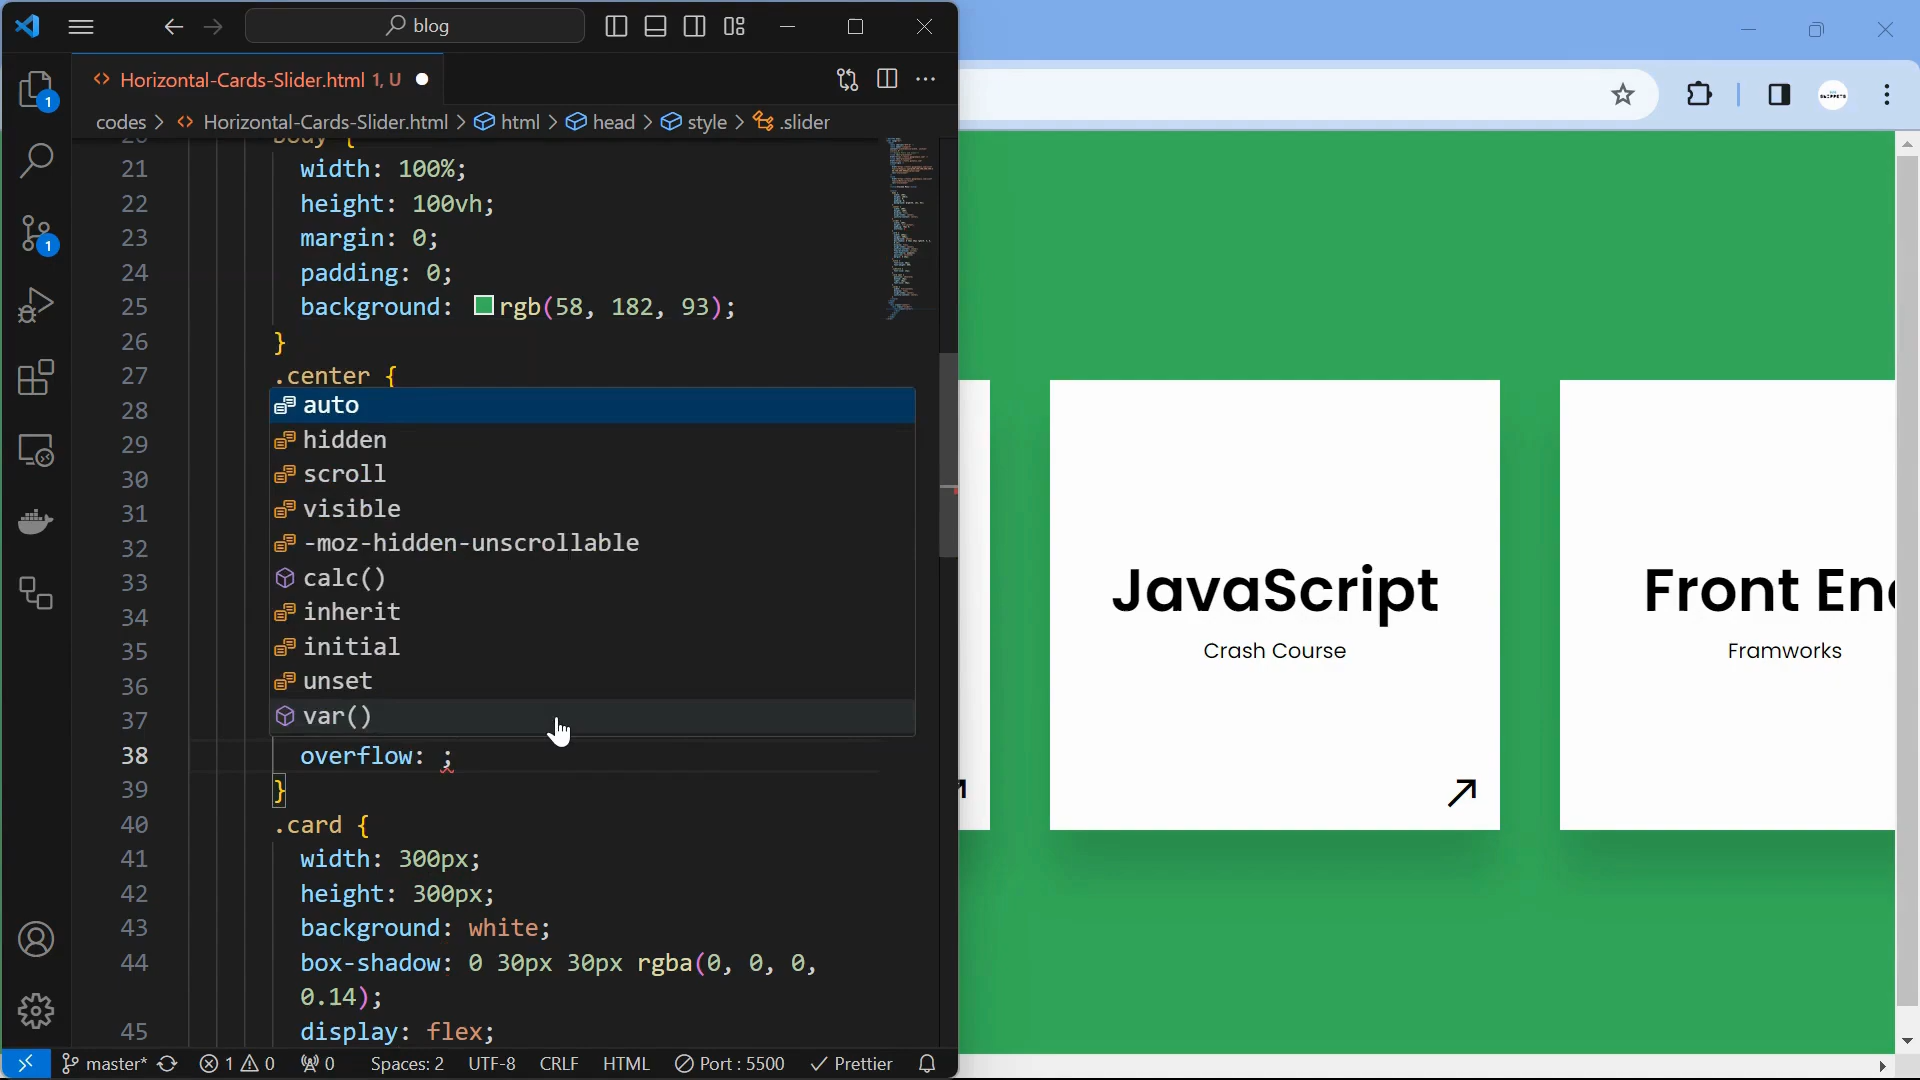 blog
Horizontal-Cards-Slider.html 1, U
codes > Horizontal-Cards-Slider.html > html > head > style > .slider
20 body {
21 width: 100%;
22 height: 100vh;
23 margin: 0;
24 padding: 0;
25 background: rgb(58, 182, 93);
26 }
27 .center {
28 auto
29 hidden
30 scroll
31 visible
32 -moz-hidden-unscrollable
33 calc()
34 inherit
35 initial
36 unset
37 var()
38 overflow: ;
39 }
40 .card {
41 width: 300px;
42 height: 300px;
43 background: white;
44 box-shadow: 0 30px 30px rgba(0, 0, 0,
0.14);
45 display: flex;
1
1
master* 1 0 0 Spaces: 2 UTF-8 CRLF HTML Port : 5500 Prettier
JavaScript
Crash Course
Front En
Framworks